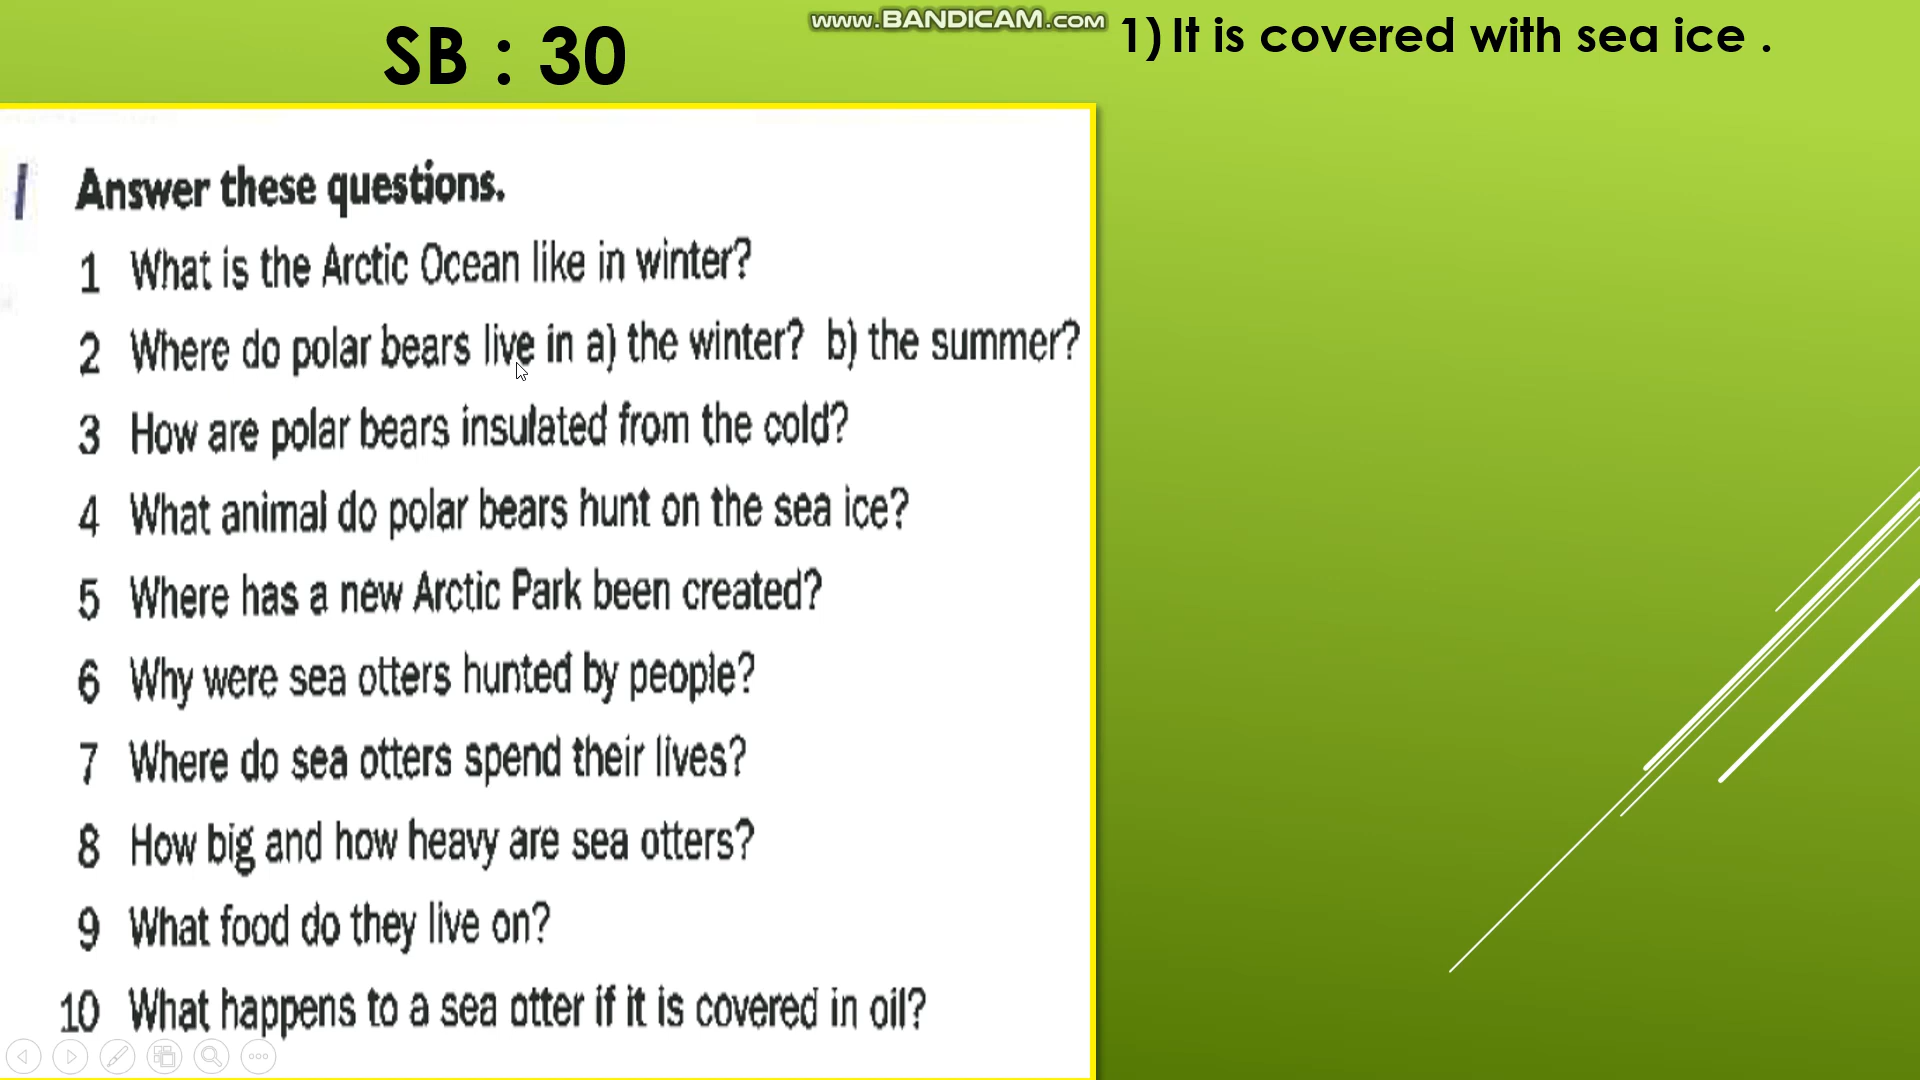 SB : 30
www.BANDICAM.com
1) It is covered with sea ice .
Answer these questions.
1 What is the Arctic Ocean like in winter?
2 Where do polar bears live in a) the winter? b) the summer?
3 How are polar bears insulated from the cold?
4 What animal do polar bears hunt on the sea ice?
5 Where has a new Arctic Park been created?
6 Why were sea otters hunted by people?
7 Where do sea otters spend their lives?
8 How big and how heavy are sea otters?
9 What food do they live on?
10 What happens to a sea otter if it is covered in oil?